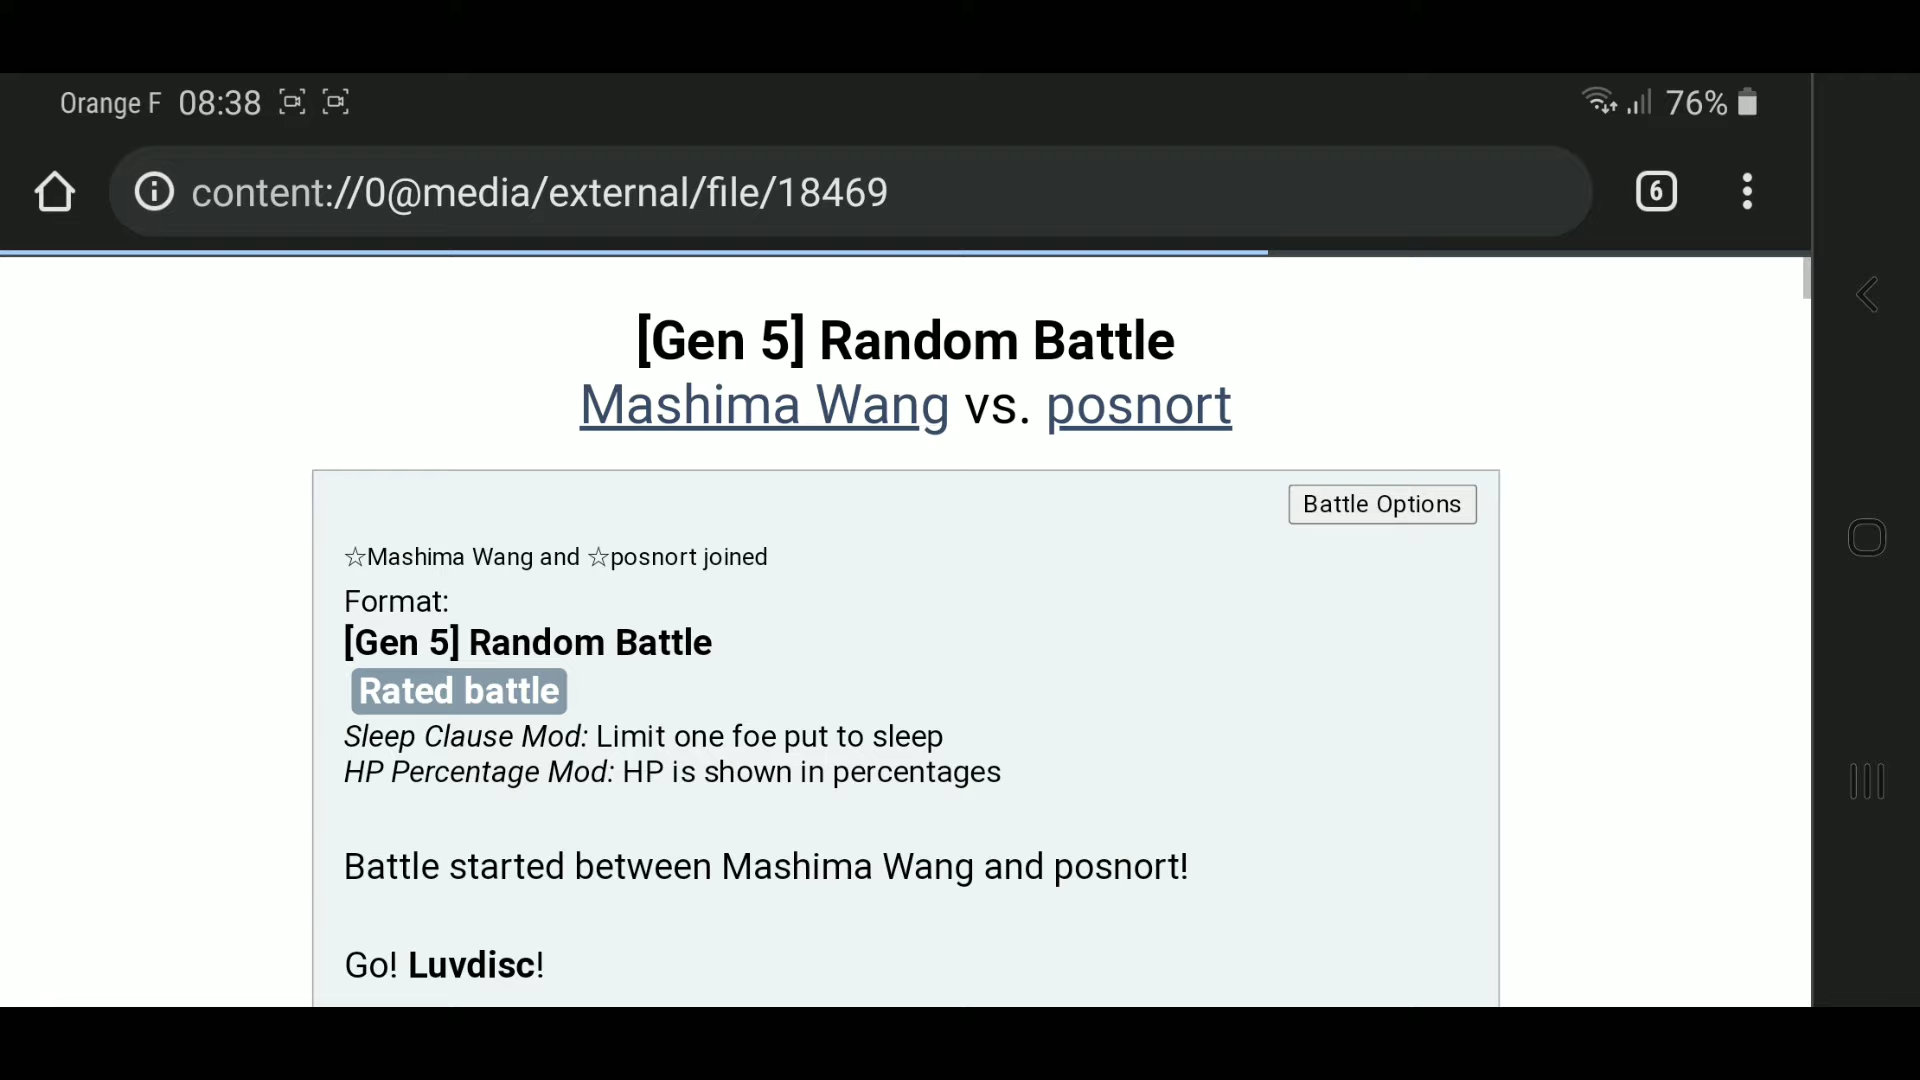 Orange F 08:38 76%
content://0@media/external/file/18469 6
[Gen 5] Random Battle
Mashima Wang vs. posnort
Battle Options
☆Mashima Wang and ☆posnort joined
Format:
[Gen 5] Random Battle
Rated battle
Sleep Clause Mod: Limit one foe put to sleep
HP Percentage Mod: HP is shown in percentages
Battle started between Mashima Wang and posnort!
Go! Luvdisc!